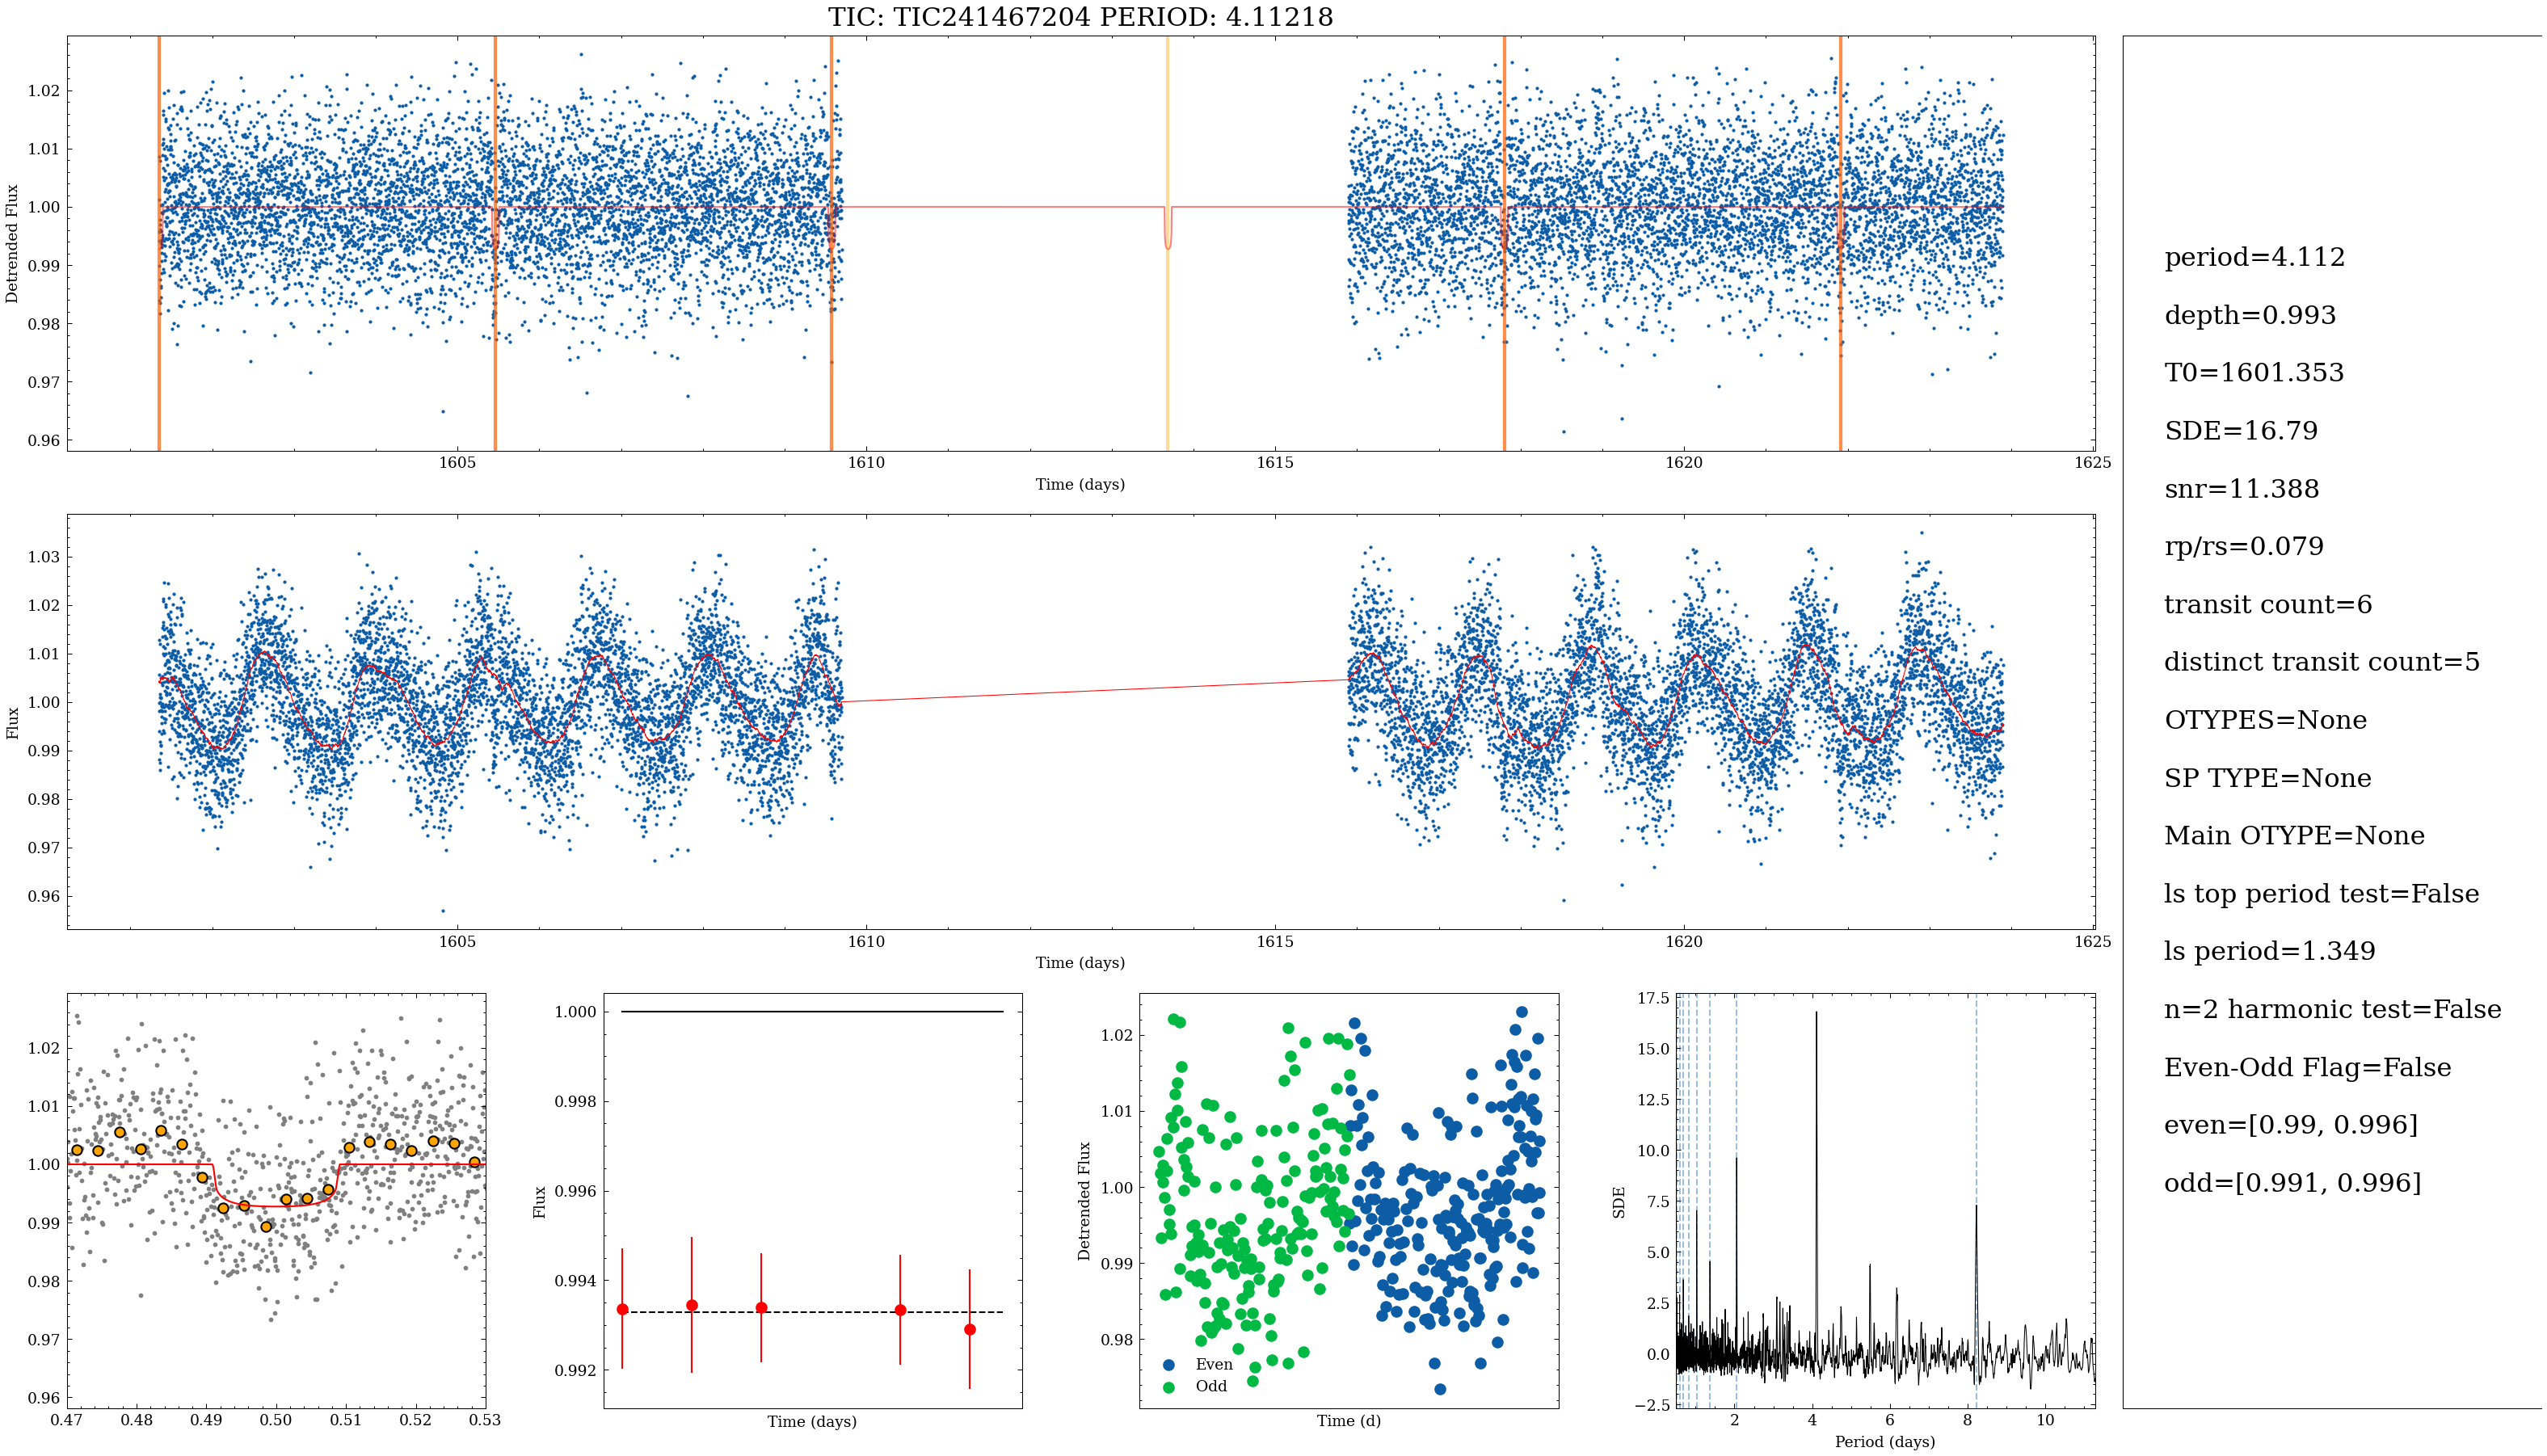 TIC: TIC241467204 PERIOD: 4.11218
1.02
1.01
1.00
0.99
0.98
0.97
0.96
Detrended Flux
1605
1610
1615
1620
1625
Time (days)
1.03
1.02
1.01
1.00
0.99
0.98
0.97
0.96
Flux
1605
1610
1615
1620
1625
Time (days)
1.02
1.01
1.00
0.99
0.98
0.97
0.96
0.47
0.48
0.49
0.50
0.51
0.52
0.53
1.000
0.998
0.996
0.994
0.992
Flux
Time (days)
1.02
1.01
1.00
0.99
0.98
Detrended Flux
Even
Odd
Time (d)
17.5
15.0
12.5
10.0
7.5
5.0
2.5
0.0
−2.5
SDE
2
4
6
8
10
Period (days)
period=4.112
depth=0.993
T0=1601.353
SDE=16.79
snr=11.388
rp/rs=0.079
transit count=6
distinct transit count=5
OTYPES=None
SP TYPE=None
Main OTYPE=None
ls top period test=False
ls period=1.349
n=2 harmonic test=False
Even-Odd Flag=False
even=[0.99, 0.996]
odd=[0.991, 0.996]